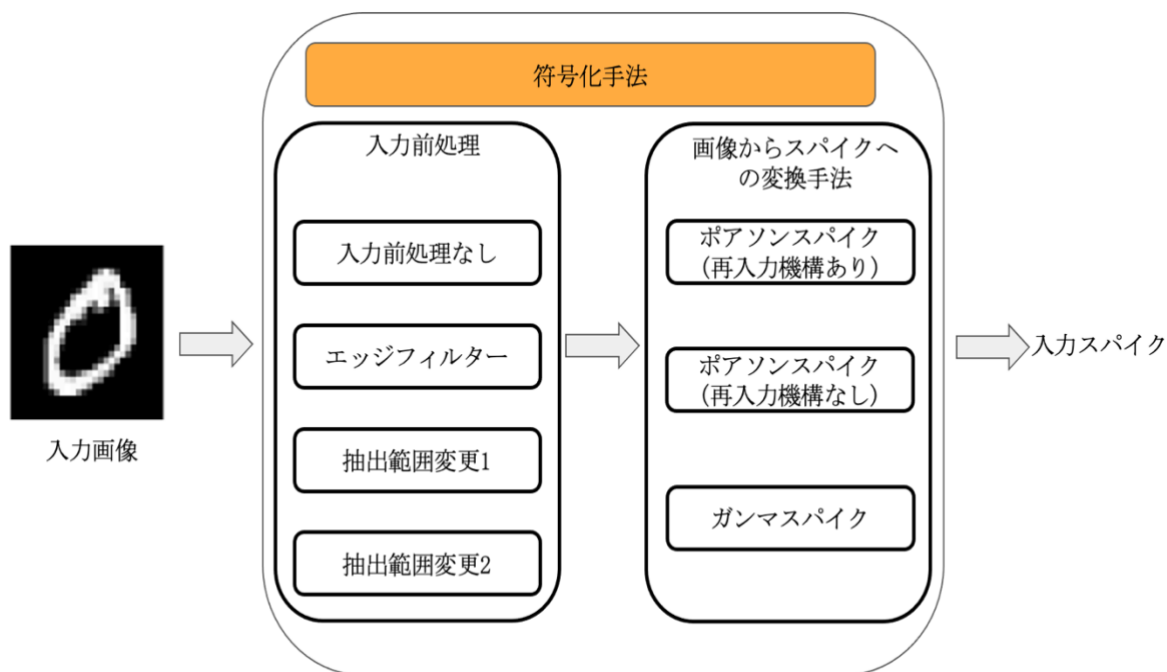 符号化手法
入力前処理
入力前処理なし
エッジフィルター
抽出範囲変更1
抽出範囲変更2
画像からスパイクへ
の変換手法
ポアソンスパイク
(再入力機構あり)
ポアソンスパイク
(再入力機構なし)
ガンマスパイク
入力画像
入力スパイク